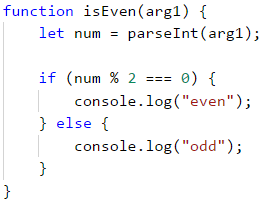 function isEven(arg1) {
    let num = parseInt(arg1);

    if (num % 2 === 0) {
        console.log("even");
    } else {
        console.log("odd");
    }
}